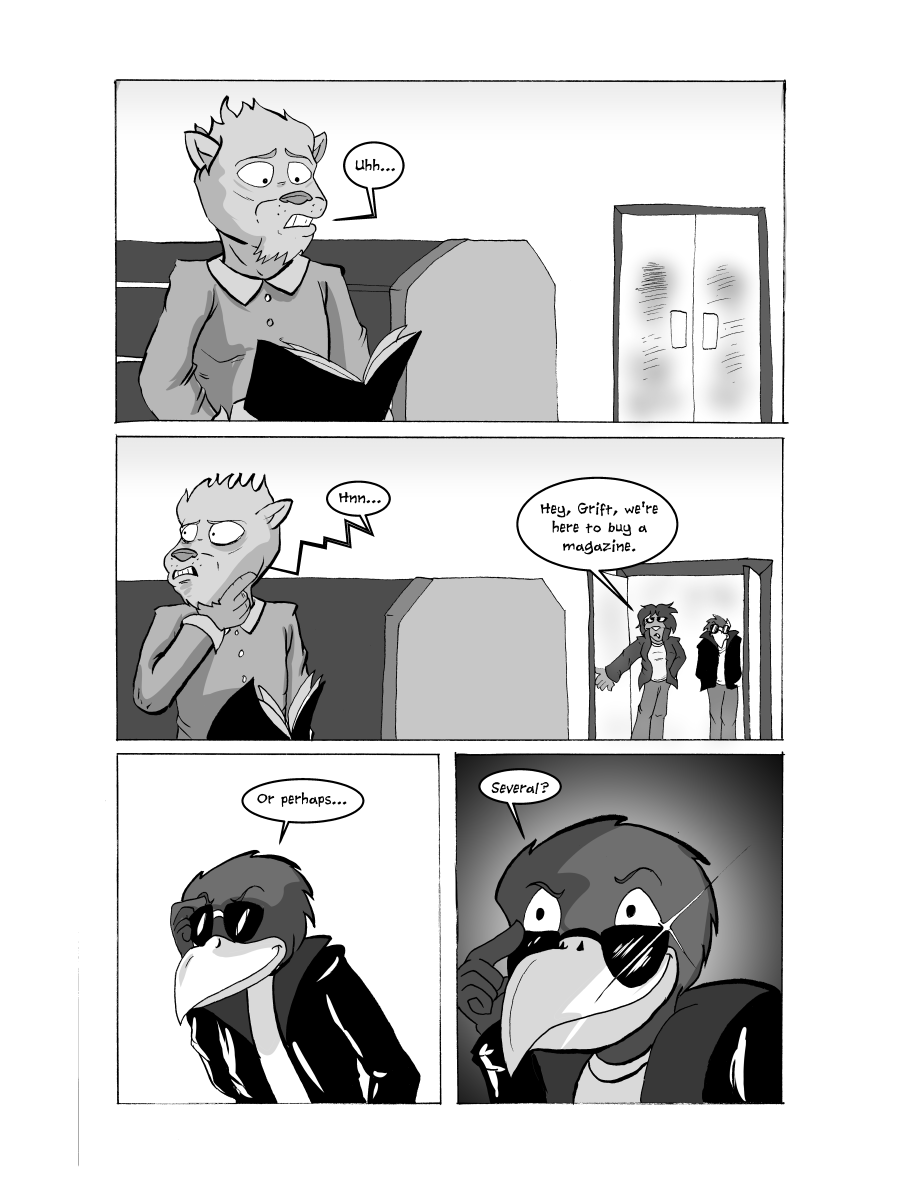 Uhh...
Hnn...
Hey, Grift, we're
here to buy a
magazine.
Or perhaps...
Several?